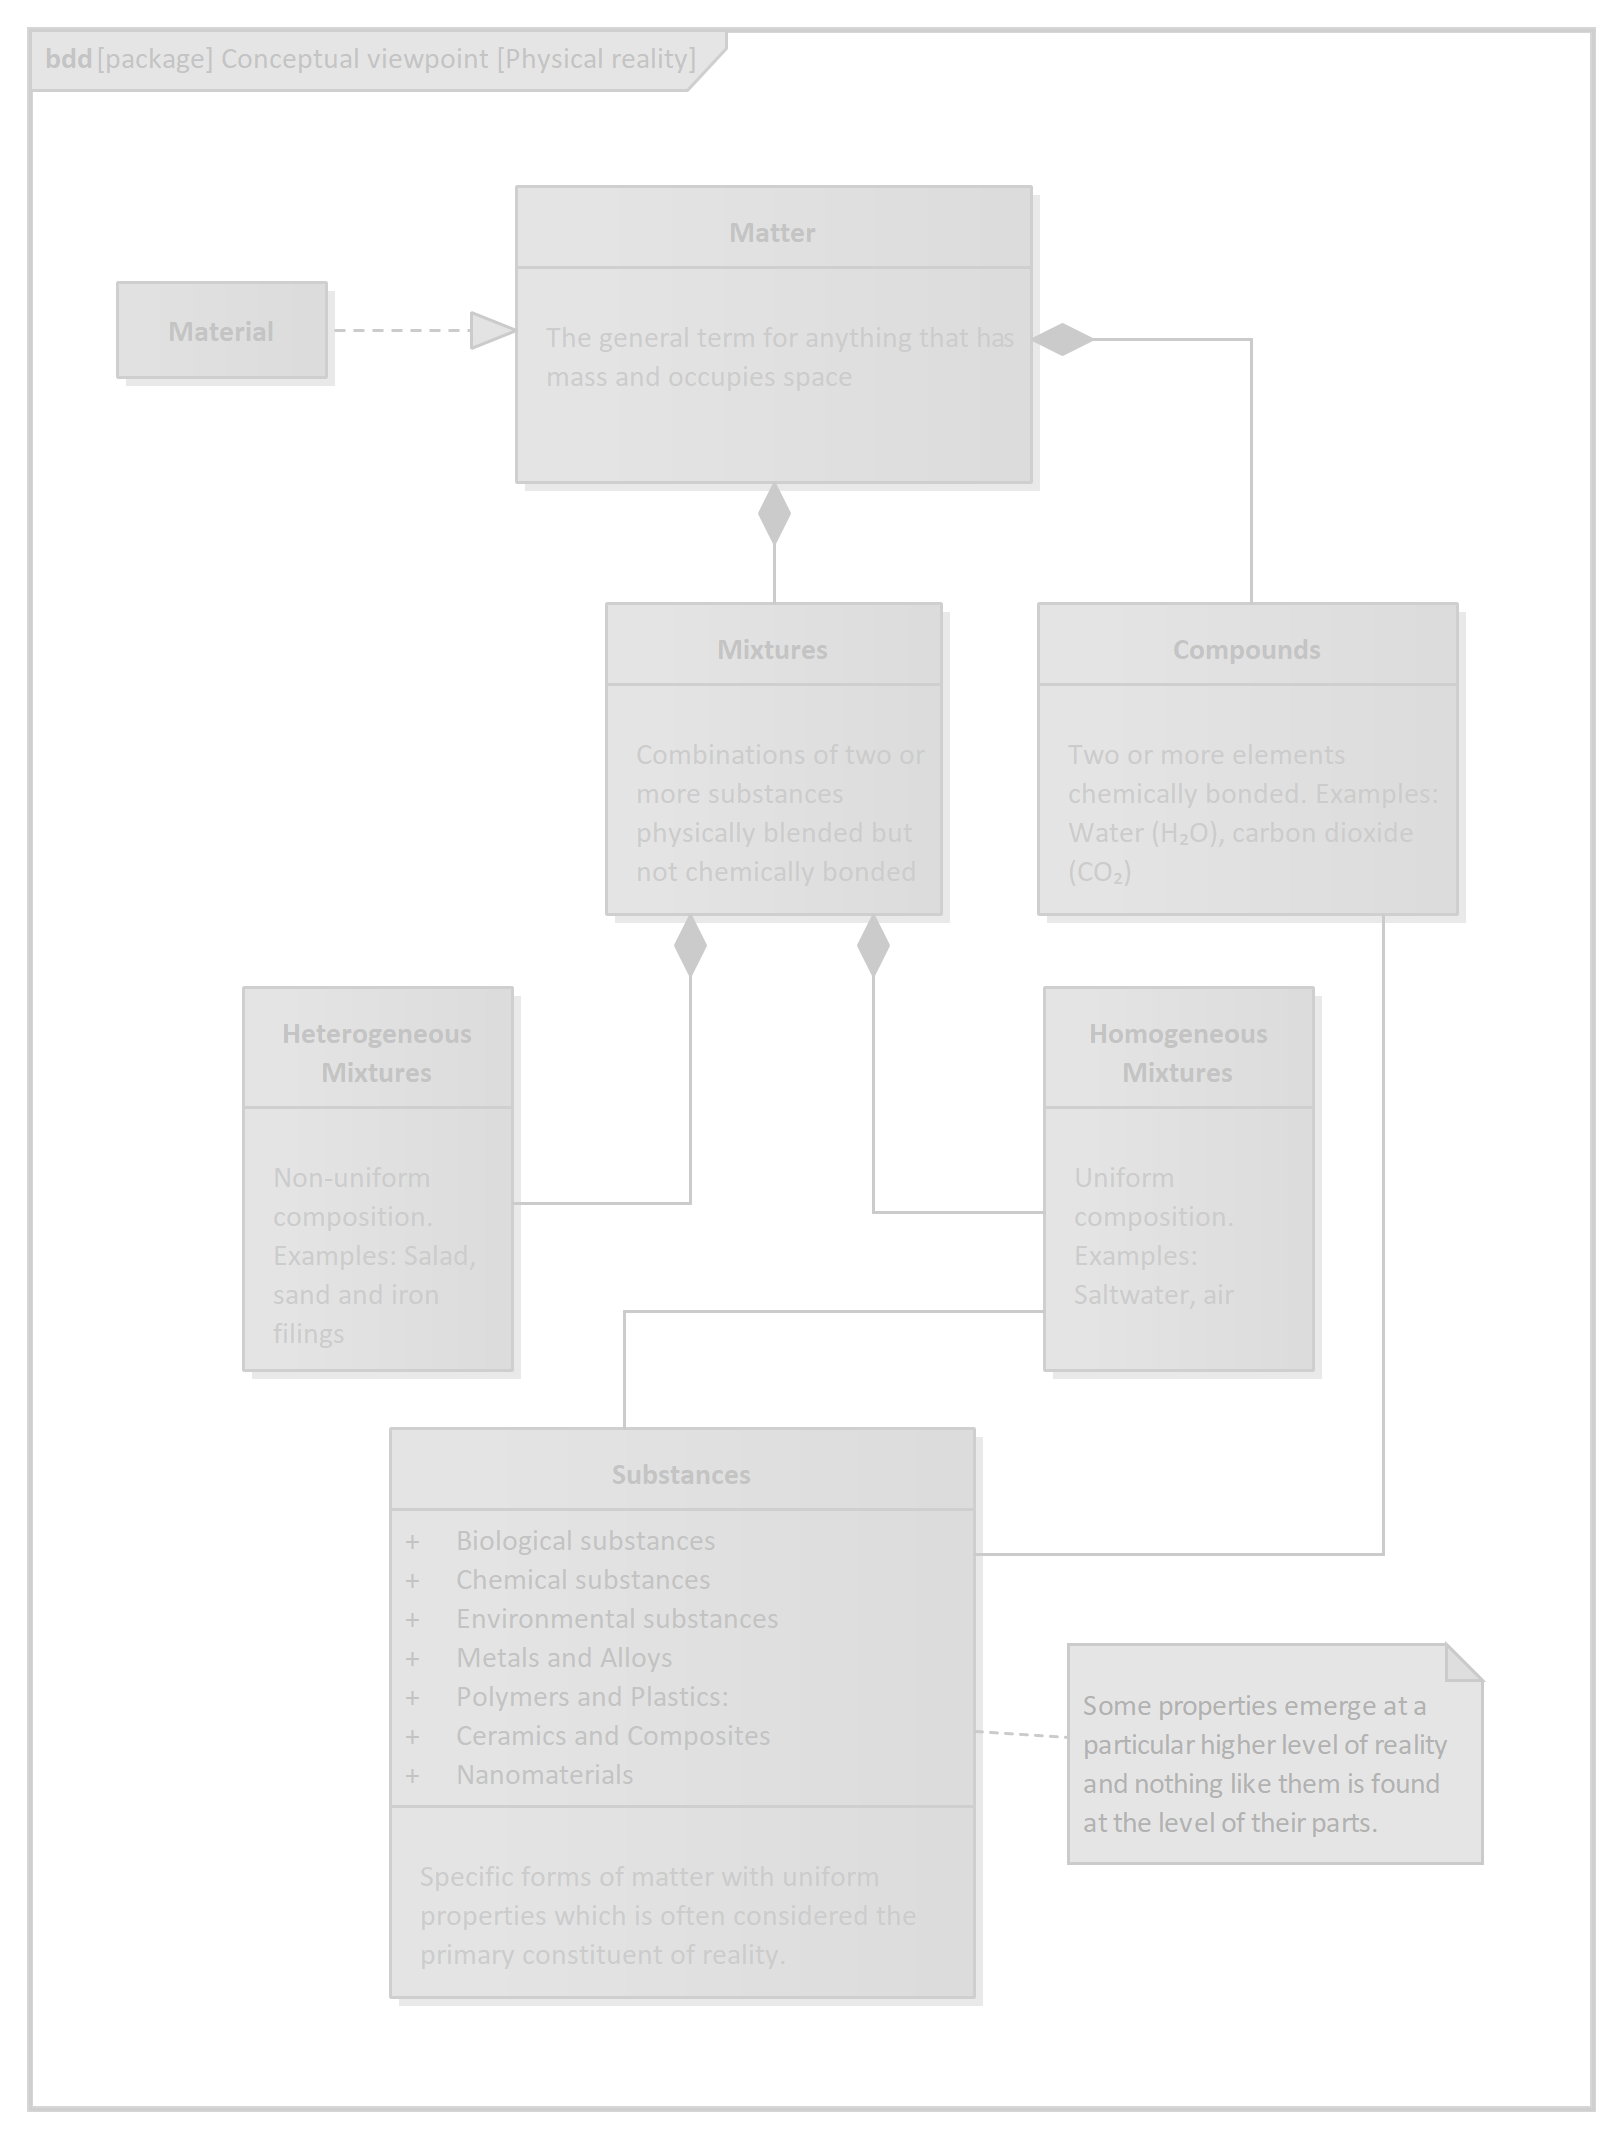 bdd [package] Conceptual viewpoint [Physical reality]
Matter
The general term for anything that has
mass and occupies space
Material
Mixtures
Combinations of two or
more substances
physically blended but
not chemically bonded
Compounds
Two or more elements
chemically bonded. Examples:
Water (H₂O), carbon dioxide
(CO₂)
Heterogeneous
Mixtures
Non-uniform
composition.
Examples: Salad,
sand and iron
filings
Homogeneous
Mixtures
Uniform
composition.
Examples:
Saltwater, air
Substances
+ Biological substances
+ Chemical substances
+ Environmental substances
+ Metals and Alloys
+ Polymers and Plastics:
+ Ceramics and Composites
+ Nanomaterials
Specific forms of matter with uniform
properties which is often considered the
primary constituent of reality.
Some properties emerge at a
particular higher level of reality
and nothing like them is found
at the level of their parts.